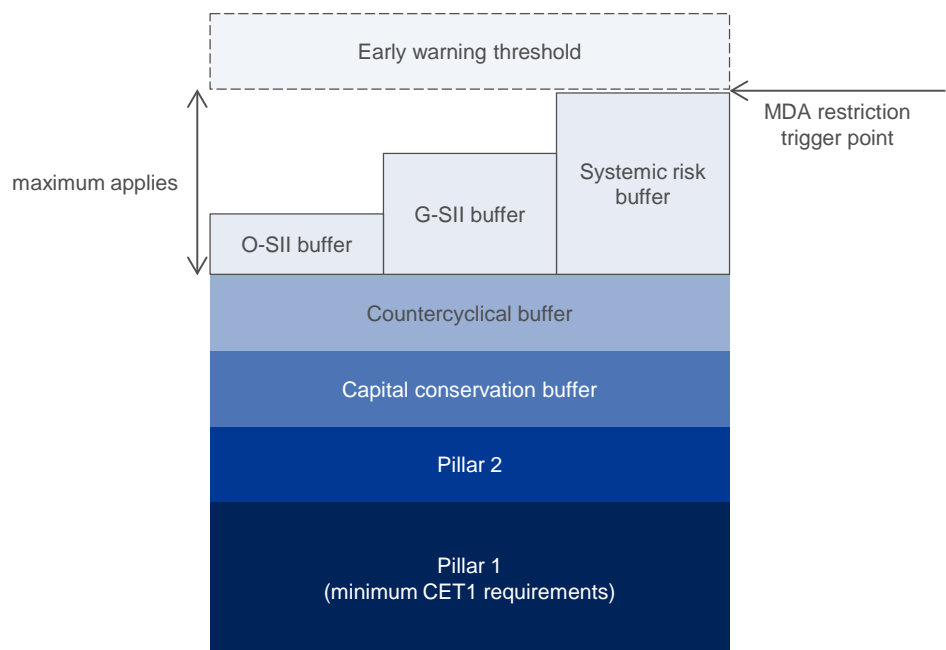 Early warning threshold
MDA restriction
trigger point
maximum applies
Systemic risk
buffer
G-SII buffer
O-SII buffer
Countercyclical buffer
Capital conservation buffer
Pillar 2
Pillar 1
(minimum CET1 requirements)